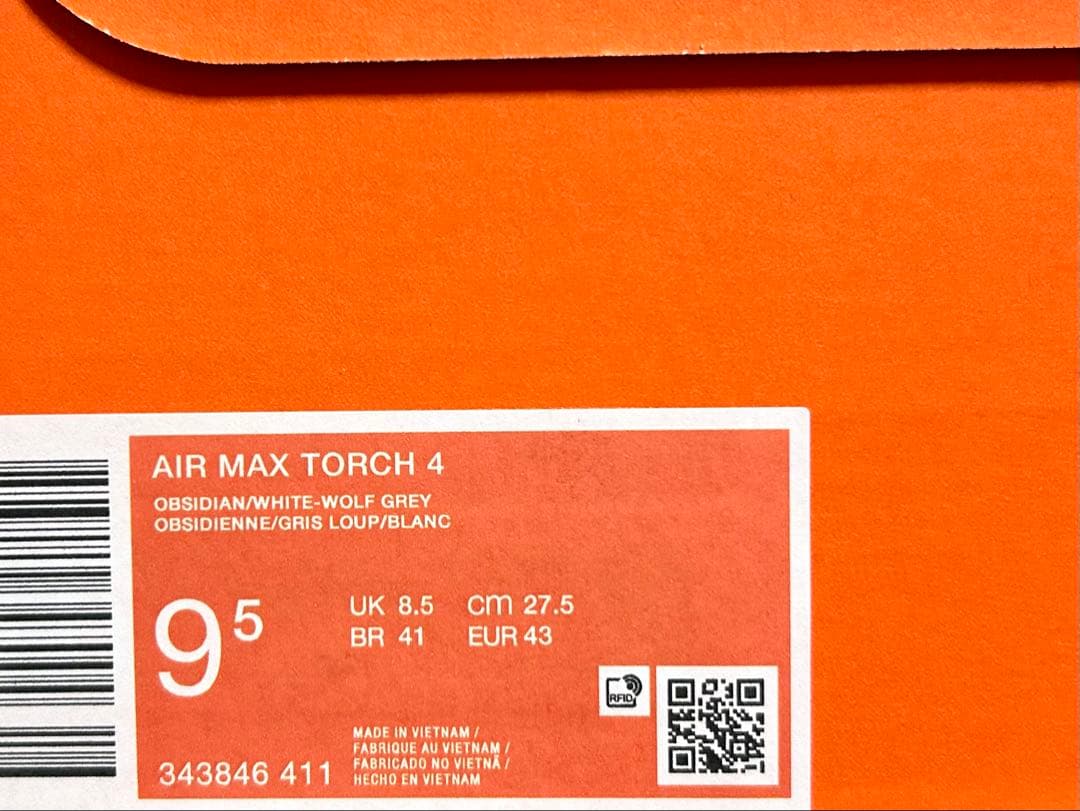 AIR MAX TORCH 4
OBSIDIAN/WHITE-WOLF GREY
OBSIDIENNE/GRIS LOUP/BLANC
9⁵
UK 8.5 cm 27.5
BR 41 EUR 43
RFID
MADE IN VIETNAM /
FABRIQUE AU VIETNAM /
FABRICADO NO VIETNÃ /
HECHO EN VIETNAM
343846 411